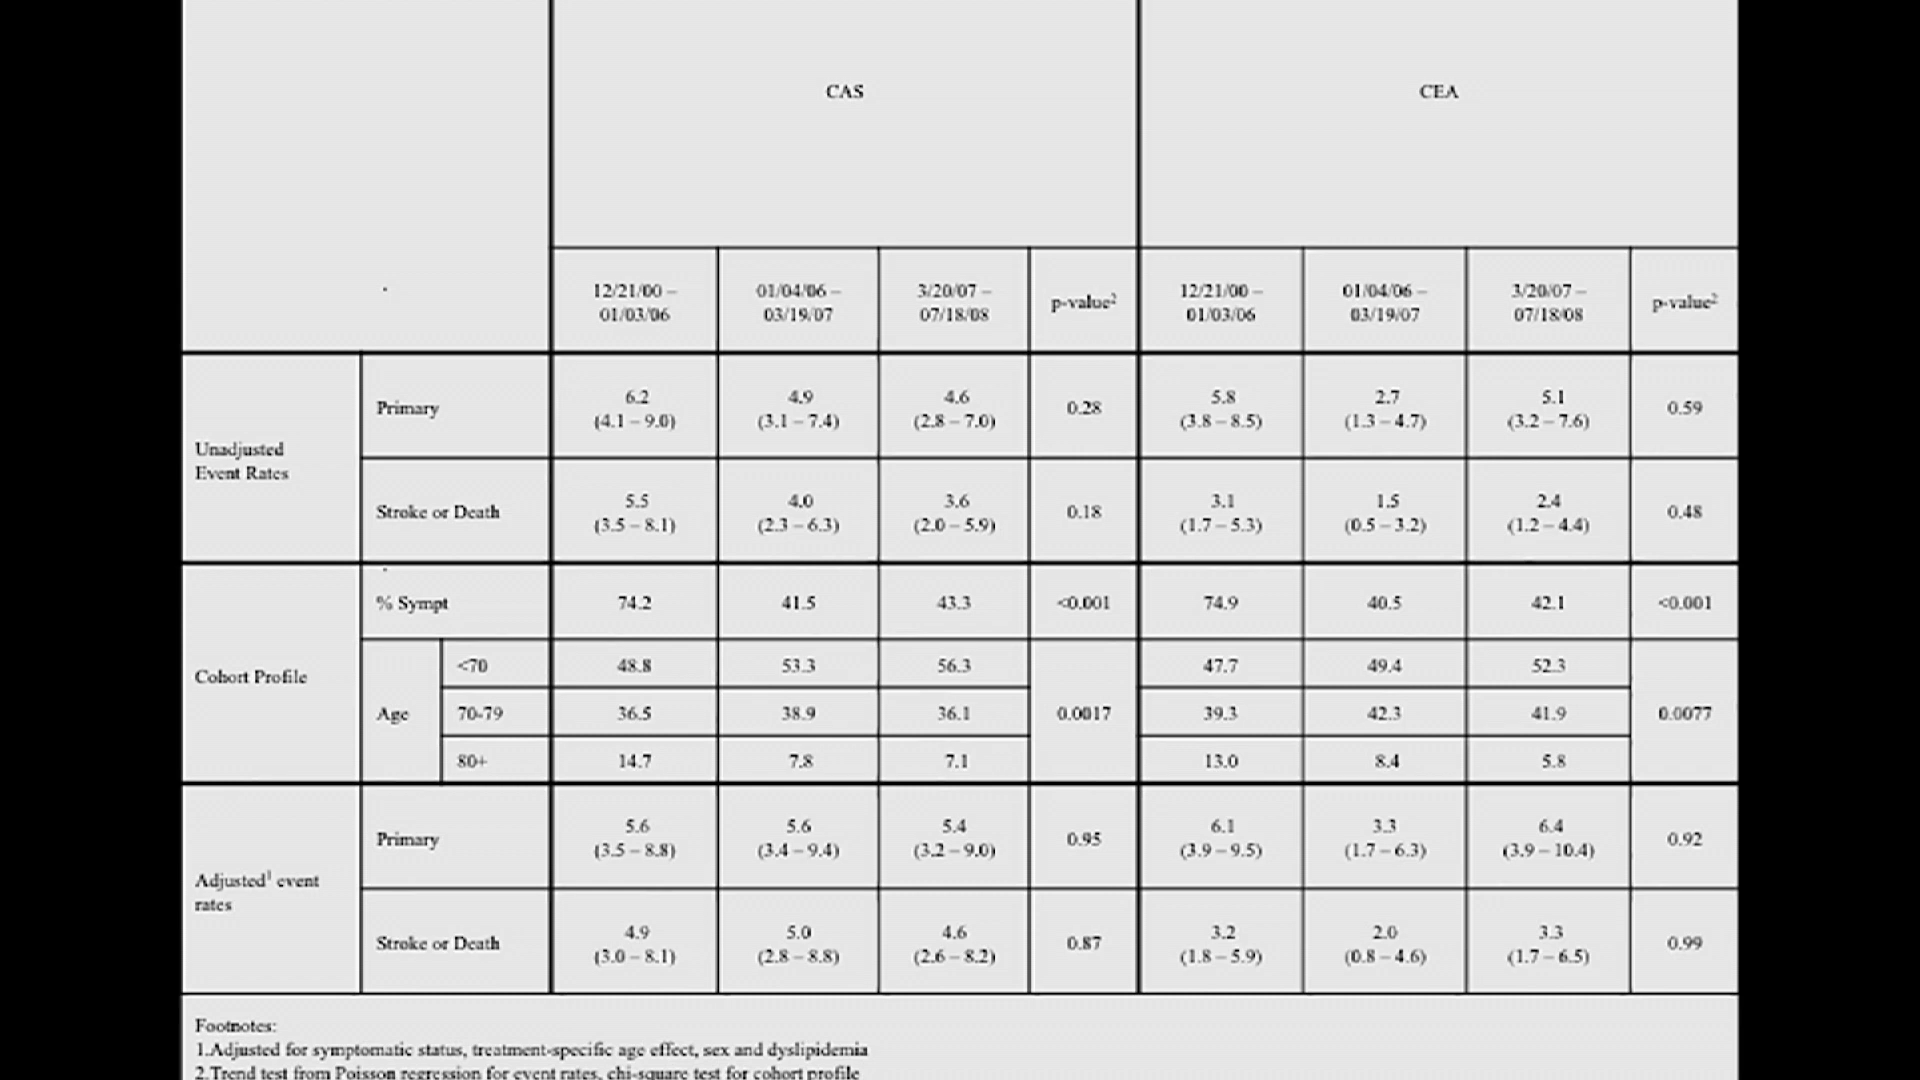 CAS CEA
12/21/00 – 01/03/06 01/04/06 – 03/19/07 3/20/07 – 07/18/08 p-value² 12/21/00 – 01/03/06 01/04/06 – 03/19/07 3/20/07 – 07/18/08 p-value²
Unadjusted Event Rates
Primary 6.2 (4.1 – 9.0) 4.9 (3.1 – 7.4) 4.6 (2.8 – 7.0) 0.28 5.8 (3.8 – 8.5) 2.7 (1.3 – 4.7) 5.1 (3.2 – 7.6) 0.59
Stroke or Death 5.5 (3.5 – 8.1) 4.0 (2.3 – 6.3) 3.6 (2.0 – 5.9) 0.18 3.1 (1.7 – 5.3) 1.5 (0.5 – 3.2) 2.4 (1.2 – 4.4) 0.48
Cohort Profile
% Sympt 74.2 41.5 43.3 <0.001 74.9 40.5 42.1 <0.001
Age
<70 48.8 53.3 56.3 47.7 49.4 52.3
70-79 36.5 38.9 36.1 0.0017 39.3 42.3 41.9 0.0077
80+ 14.7 7.8 7.1 13.0 8.4 5.8
Adjusted¹ event rates
Primary 5.6 (3.5 – 8.8) 5.6 (3.4 – 9.4) 5.4 (3.2 – 9.0) 0.95 6.1 (3.9 – 9.5) 3.3 (1.7 – 6.3) 6.4 (3.9 – 10.4) 0.92
Stroke or Death 4.9 (3.0 – 8.1) 5.0 (2.8 – 8.8) 4.6 (2.6 – 8.2) 0.87 3.2 (1.8 – 5.9) 2.0 (0.8 – 4.6) 3.3 (1.7 – 6.5) 0.99
Footnotes:
1.Adjusted for symptomatic status, treatment-specific age effect, sex and dyslipidemia
2.Trend test from Poisson regression for event rates, chi-square test for cohort profile